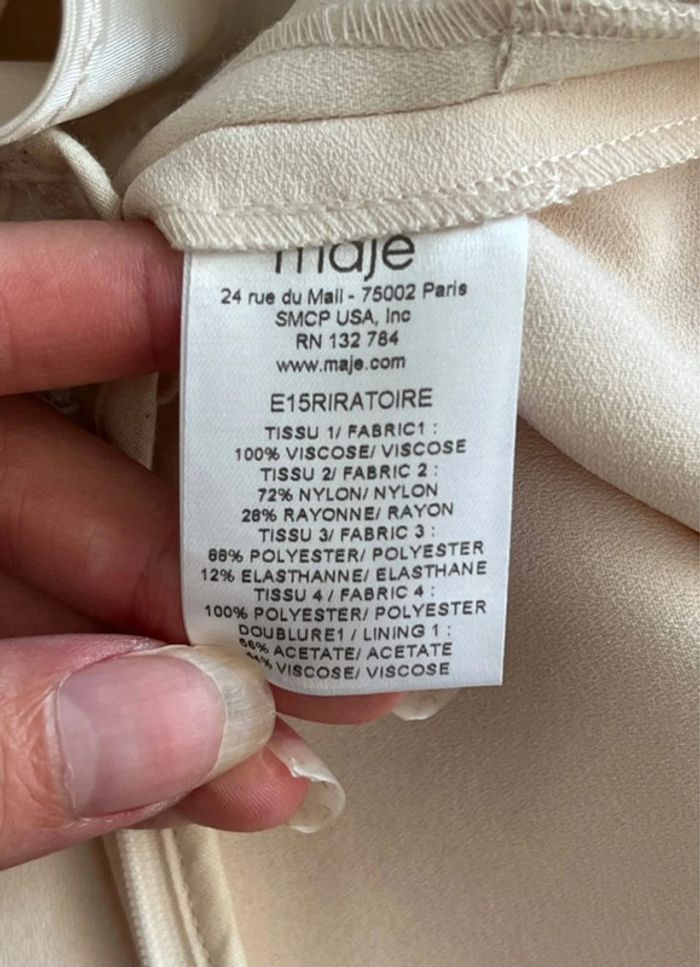 maje
24 rue du Mail - 75002 Paris
SMCP USA, Inc
RN 132 784
www.maje.com
E15RIRATOIRE
TISSU 1/ FABRIC1 :
100% VISCOSE/ VISCOSE
TISSU 2/ FABRIC 2 :
72% NYLON/ NYLON
28% RAYONNE/ RAYON
TISSU 3/ FABRIC 3 :
88% POLYESTER/ POLYESTER
12% ELASTHANNE/ ELASTHANE
TISSU 4 / FABRIC 4 :
100% POLYESTER/ POLYESTER
DOUBLURE1 / LINING 1 :
ACETATE/ ACETATE
VISCOSE/ VISCOSE